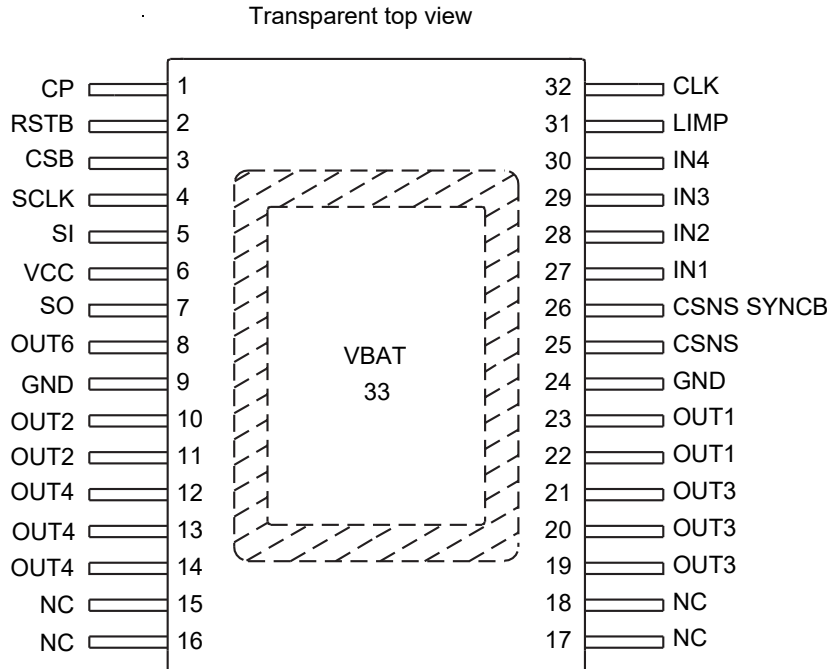 Transparent top view
CP 1 32 CLK
RSTB 2 31 LIMP
CSB 3 30 IN4
SCLK 4 29 IN3
SI 5 28 IN2
VCC 6 27 IN1
SO 7 26 CSNS SYNCB
OUT6 8 25 CSNS
GND 9 24 GND
OUT2 10 23 OUT1
OUT2 11 22 OUT1
OUT4 12 21 OUT3
OUT4 13 20 OUT3
OUT4 14 19 OUT3
NC 15 18 NC
NC 16 17 NC
VBAT
33